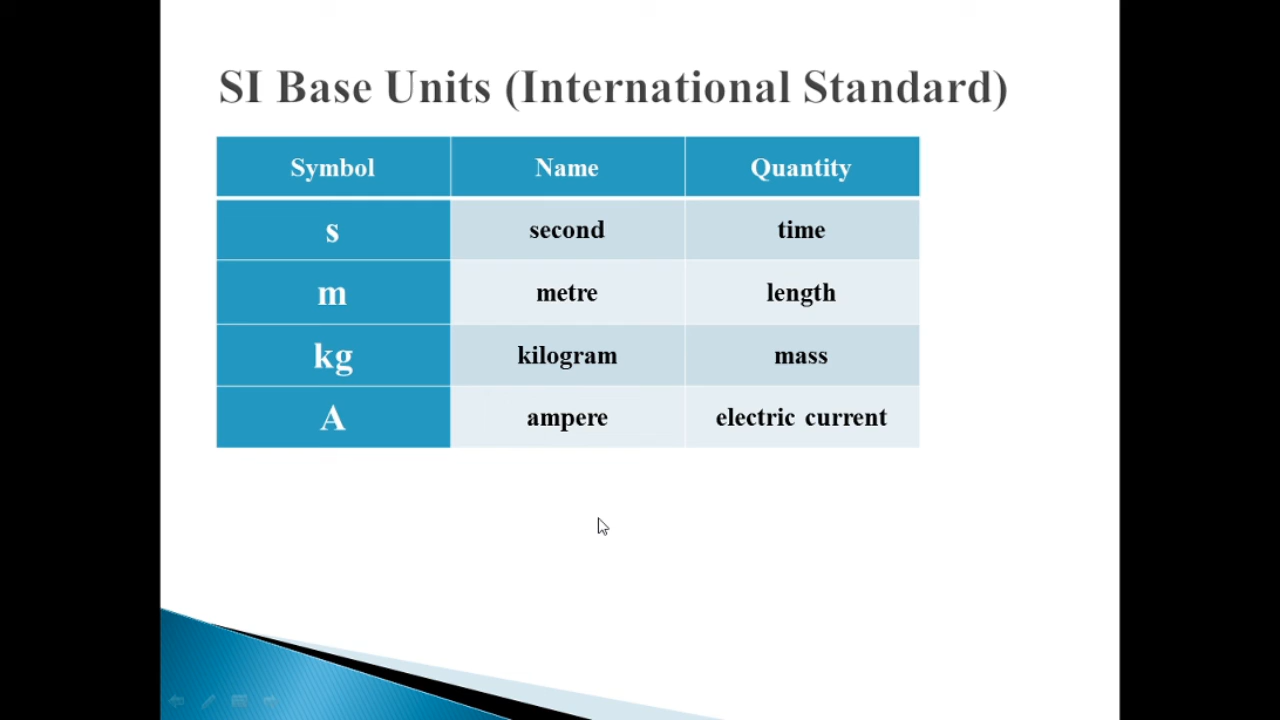 SI Base Units (International Standard)
Symbol Name Quantity
s second time
m metre length
kg kilogram mass
A ampere electric current